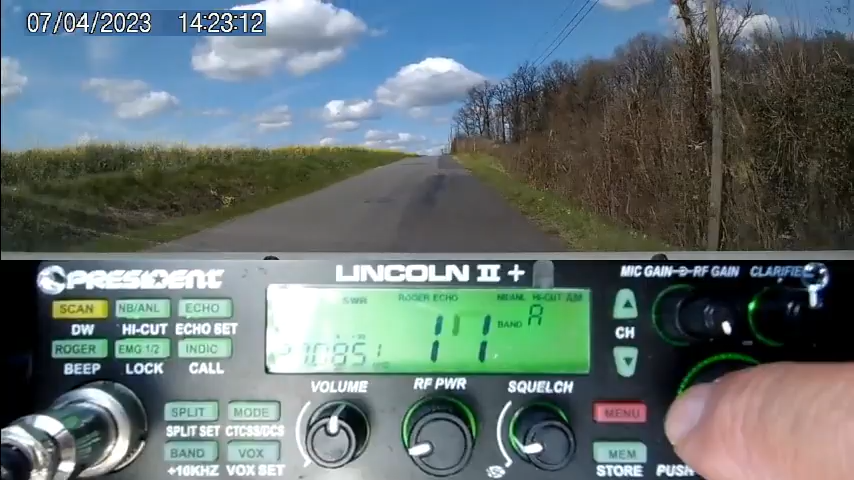 07/04/2023 14:23:12
PRESIDENT LINCOLN II + MIC GAIN RF GAIN CLARIFIE
SCAN NB/ANL ECHO
DW HI-CUT ECHO SET
ROGER EMG 1/2 INDIC
BEEP LOCK CALL
SWR ROGER ECHO NB/ANL HI-CUT AM
BAND A
CH
VOLUME RF PWR SQUELCH
SPLIT MODE
SPLIT SET CTCSS/DCS
BAND VOX
+10KHZ VOX SET
MENU
MEM
STORE PUSH